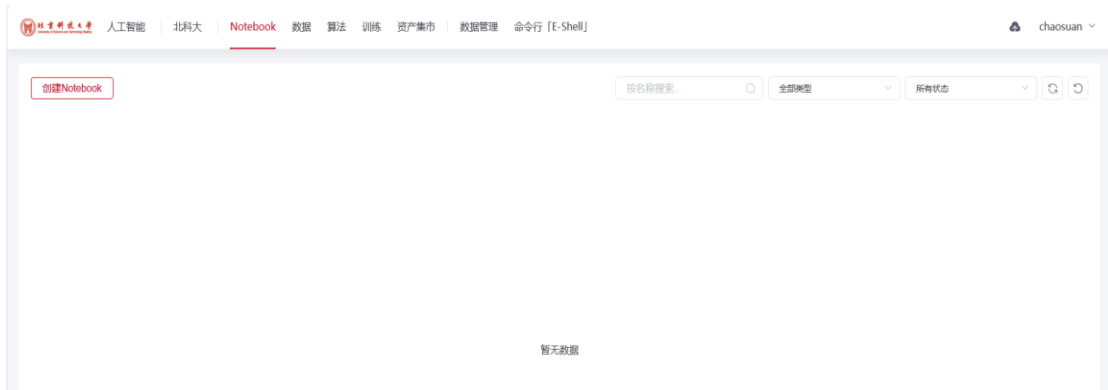 北京科技大学 人工智能 北科大 Notebook 数据 算法 训练 资产集市 数据管理 命令行「E-Shell」 chaosuan
创建Notebook 按名称搜索... 全部类型 所有状态
暂无数据